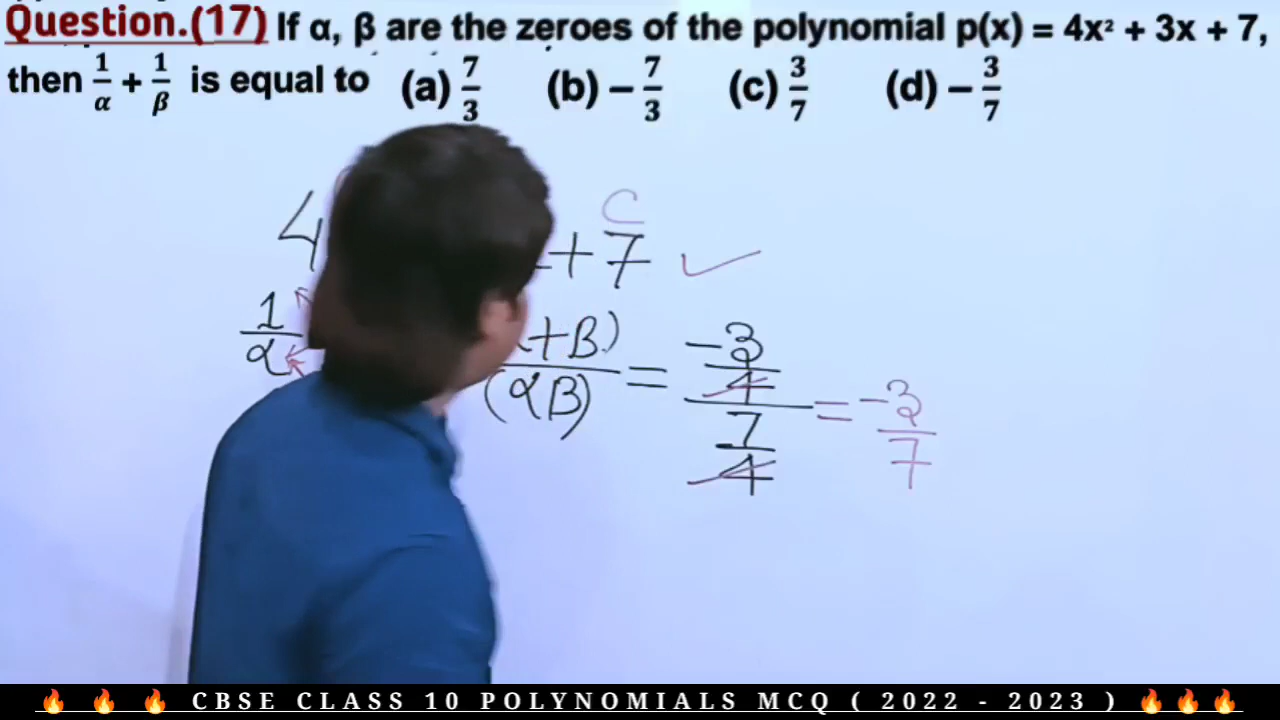 Question.(17) If α, β are the zeroes of the polynomial p(x) = 4x² + 3x + 7,
then 1/α + 1/β is equal to (a) 7/3 (b) – 7/3 (c) 3/7 (d) – 3/7
C
4 + 7 ✓
1/α +β)/(αβ) = (-3/4)/(7/4) = -3/7
🔥 🔥 🔥 CBSE CLASS 10 POLYNOMIALS MCQ ( 2022 - 2023 ) 🔥🔥🔥